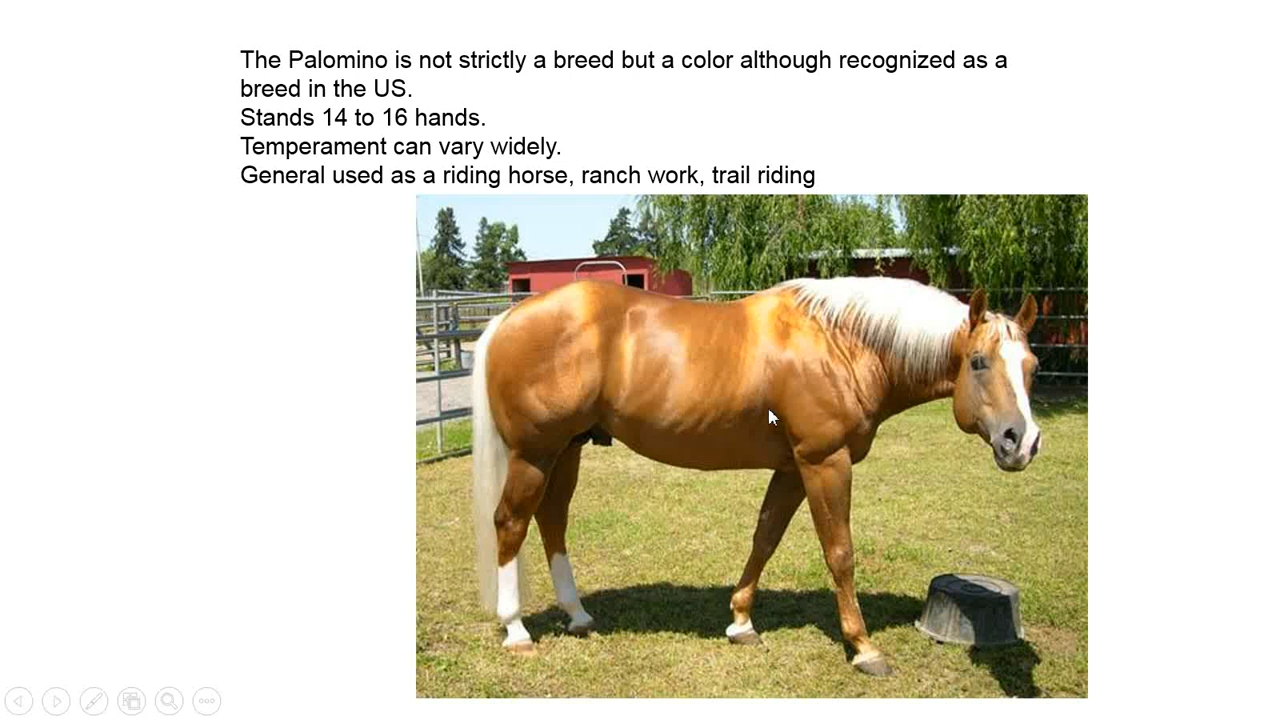 The Palomino is not strictly a breed but a color although recognized as a
breed in the US.
Stands 14 to 16 hands.
Temperament can vary widely.
General used as a riding horse, ranch work, trail riding